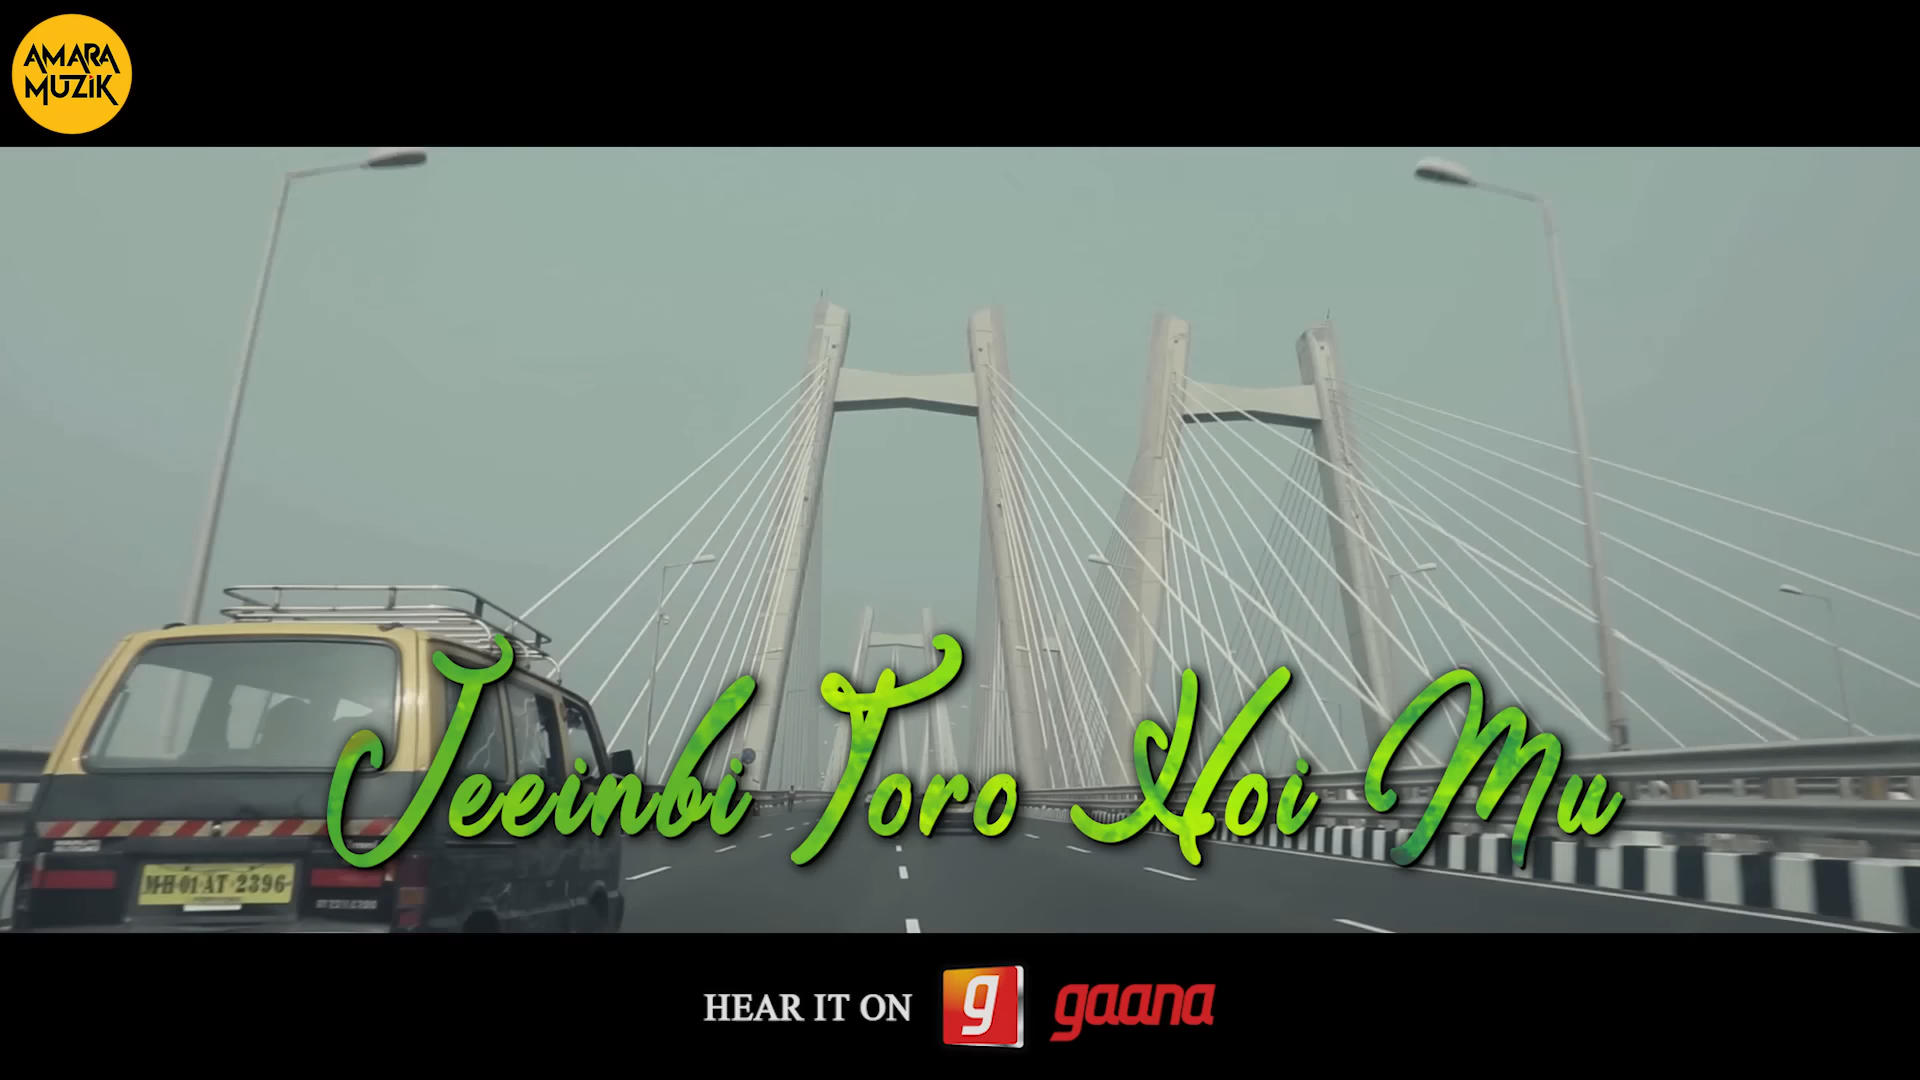 AMARA
MUZIK
Jeeinbi Toro Hoi Mu
MH 01 AT 2396
HEAR IT ON g gaana